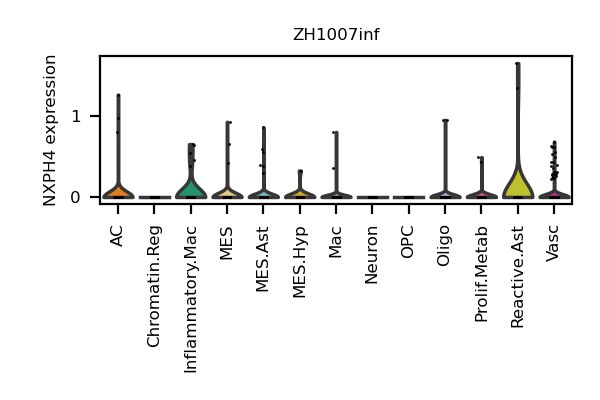 ZH1007inf
NXPH4 expression
1
0
AC
Chromatin.Reg
Inflammatory.Mac
MES
MES.Ast
MES.Hyp
Mac
Neuron
OPC
Oligo
Prolif.Metab
Reactive.Ast
Vasc